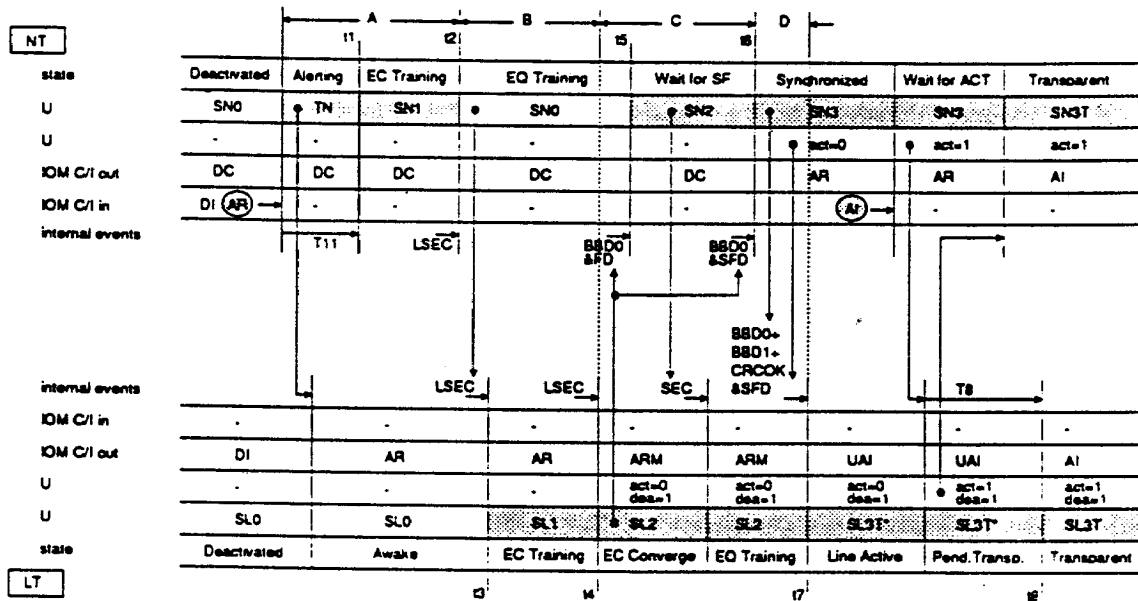 A B C D
t1 t2 t5 t6
NT
state Deactivated Alerting EC Training EQ Training Wait for SF Synchronized Wait for ACT Transparent
U SN0 TN SN1 SN0 SN2 SN3 SN3 SN3T
U - - - - - act=0 act=1 act=1
IOM C/I out DC DC DC DC DC AR AR AI
IOM C/I in DI AR - - - - AI - -
internal events T11 LSEC BBD0 &FD BBD0 &SFD
BBD0+
BBD1+
CRCOK
internal events LSEC LSEC SEC &SFD T8
IOM C/I in - - - - - - - -
IOM C/I out DI AR AR ARM ARM UAI UAI AI
U - - - act=0 dea=1 act=0 dea=1 act=0 dea=1 act=1 dea=1 act=1 dea=1
U SL0 SL0 SL1 SL2 SL2 SL3T* SL3T* SL3T
state Deactivated Awake EC Training EC Converge EQ Training Line Active Pend. Transp. Transparent
LT
t3 t4 t7